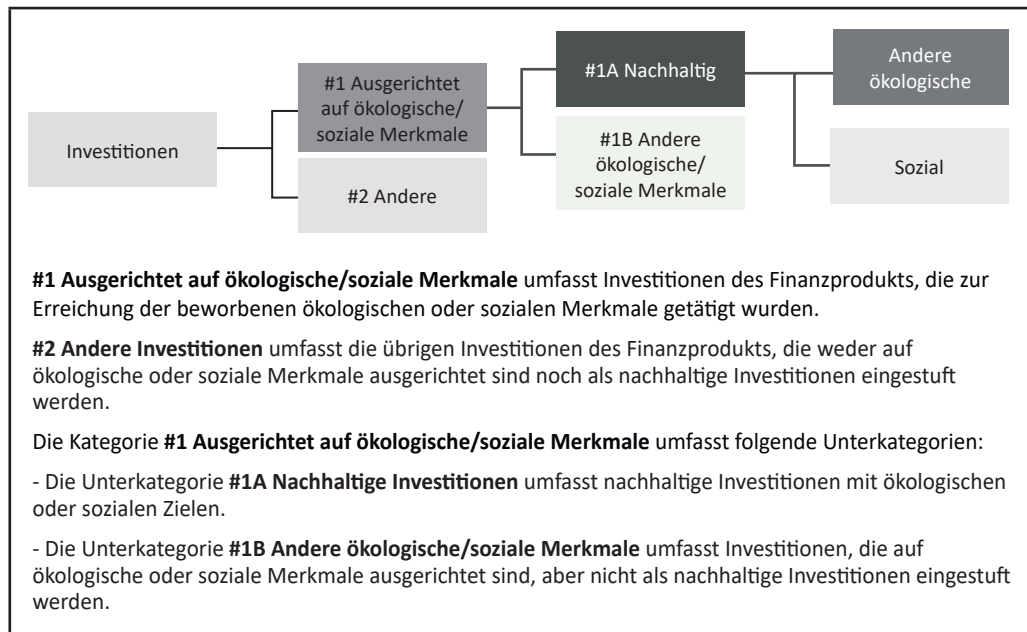 Investitionen
#1 Ausgerichtet
auf ökologische/
soziale Merkmale
#2 Andere
#1A Nachhaltig
#1B Andere
ökologische/
soziale Merkmale
Andere
ökologische
Sozial
#1 Ausgerichtet auf ökologische/soziale Merkmale umfasst Investitionen des Finanzprodukts, die zur
Erreichung der beworbenen ökologischen oder sozialen Merkmale getätigt wurden.
#2 Andere Investitionen umfasst die übrigen Investitionen des Finanzprodukts, die weder auf
ökologische oder soziale Merkmale ausgerichtet sind noch als nachhaltige Investitionen eingestuft
werden.
Die Kategorie #1 Ausgerichtet auf ökologische/soziale Merkmale umfasst folgende Unterkategorien:
- Die Unterkategorie #1A Nachhaltige Investitionen umfasst nachhaltige Investitionen mit ökologischen
oder sozialen Zielen.
- Die Unterkategorie #1B Andere ökologische/soziale Merkmale umfasst Investitionen, die auf
ökologische oder soziale Merkmale ausgerichtet sind, aber nicht als nachhaltige Investitionen eingestuft
werden.